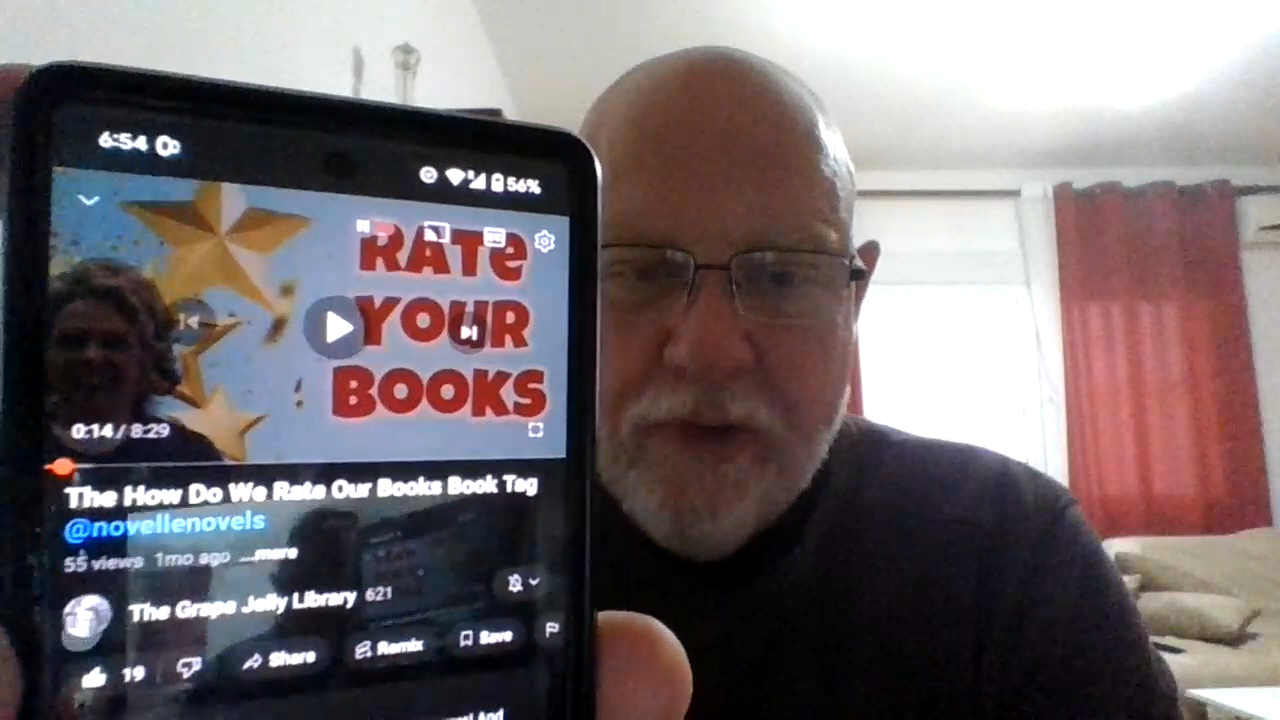 6:54
56%
RATE
YOUR
BOOKS
0:14 / 8:29
The How Do We Rate Our Books Book Tag
@novellenovels
55 views 1mo ago ...more
The Grape Jelly Library 621
19 Share Remix Save
And